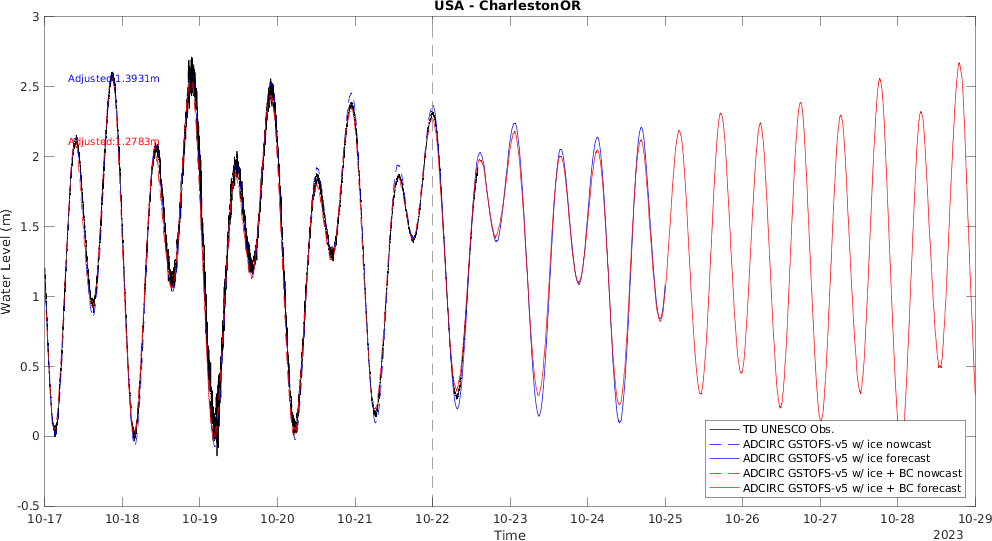 USA - CharlestonOR
3
2.5
2
1.5
1
0.5
0
-0.5
Water Level (m)
Adjusted:1.3931m
Adjusted:1.2783m
TD UNESCO Obs.
ADCIRC GSTOFS-v5 w/ ice nowcast
ADCIRC GSTOFS-v5 w/ ice forecast
ADCIRC GSTOFS-v5 w/ ice + BC nowcast
ADCIRC GSTOFS-v5 w/ ice + BC forecast
10-17 10-18 10-19 10-20 10-21 10-22 10-23 10-24 10-25 10-26 10-27 10-28 10-29
Time
2023